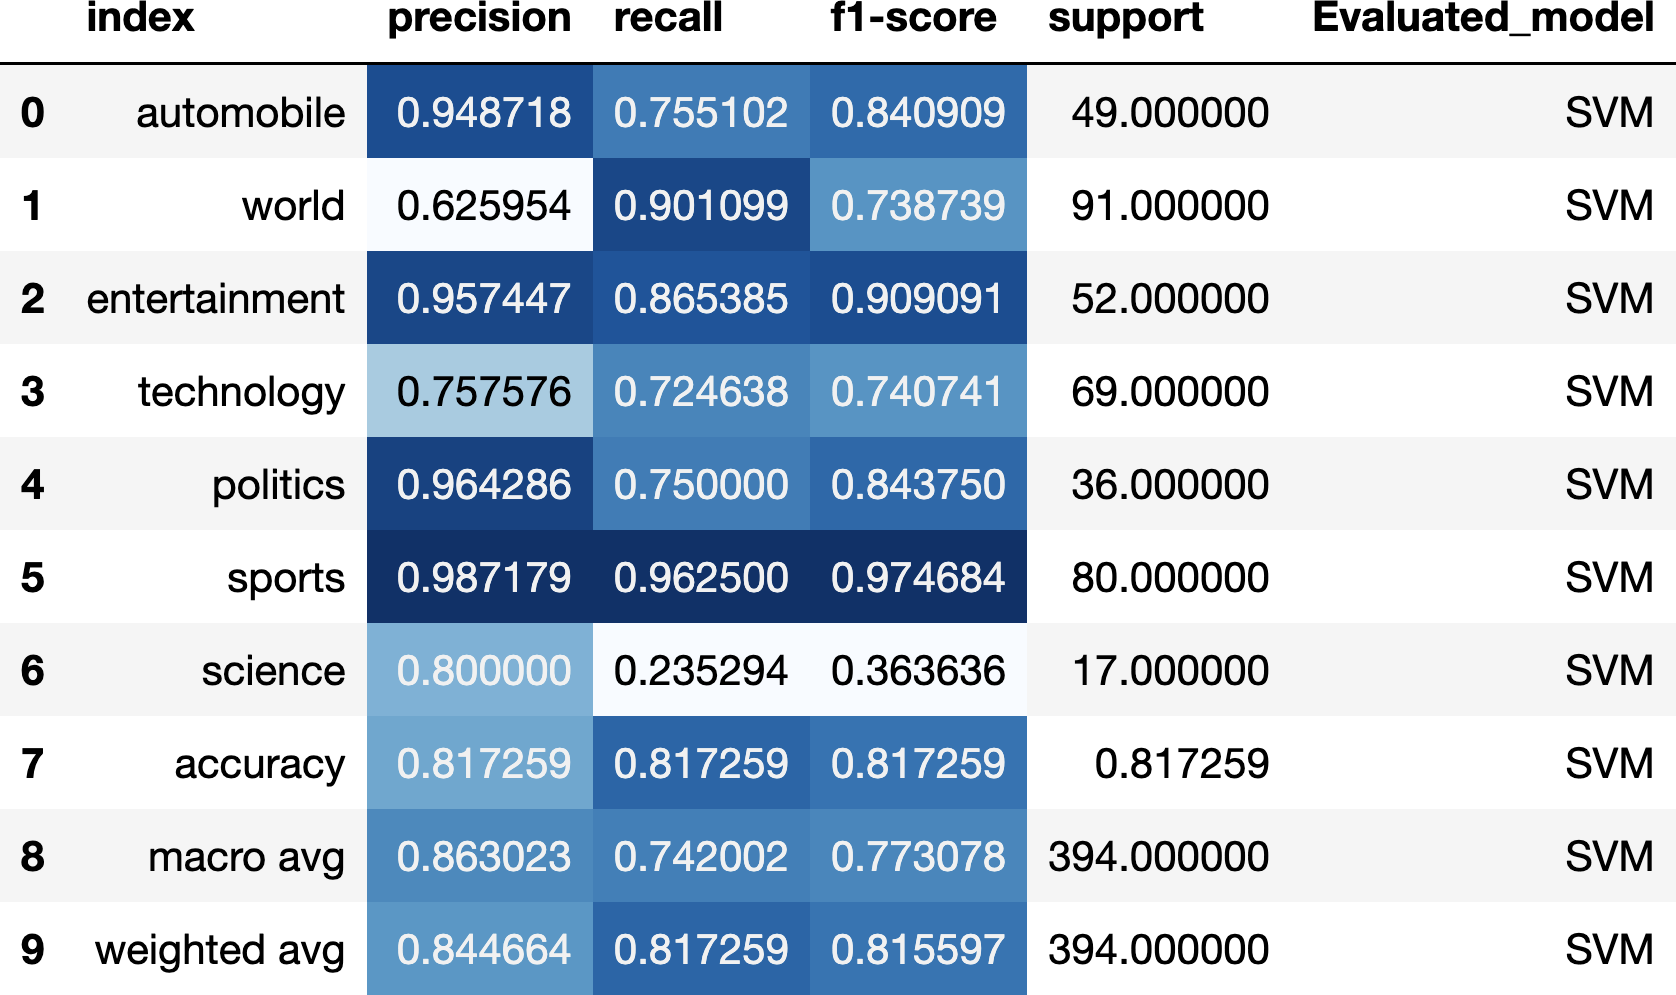 index precision recall f1-score support Evaluated_model
0 automobile 0.948718 0.755102 0.840909 49.000000 SVM
1 world 0.625954 0.901099 0.738739 91.000000 SVM
2 entertainment 0.957447 0.865385 0.909091 52.000000 SVM
3 technology 0.757576 0.724638 0.740741 69.000000 SVM
4 politics 0.964286 0.750000 0.843750 36.000000 SVM
5 sports 0.987179 0.962500 0.974684 80.000000 SVM
6 science 0.800000 0.235294 0.363636 17.000000 SVM
7 accuracy 0.817259 0.817259 0.817259 0.817259 SVM
8 macro avg 0.863023 0.742002 0.773078 394.000000 SVM
9 weighted avg 0.844664 0.817259 0.815597 394.000000 SVM